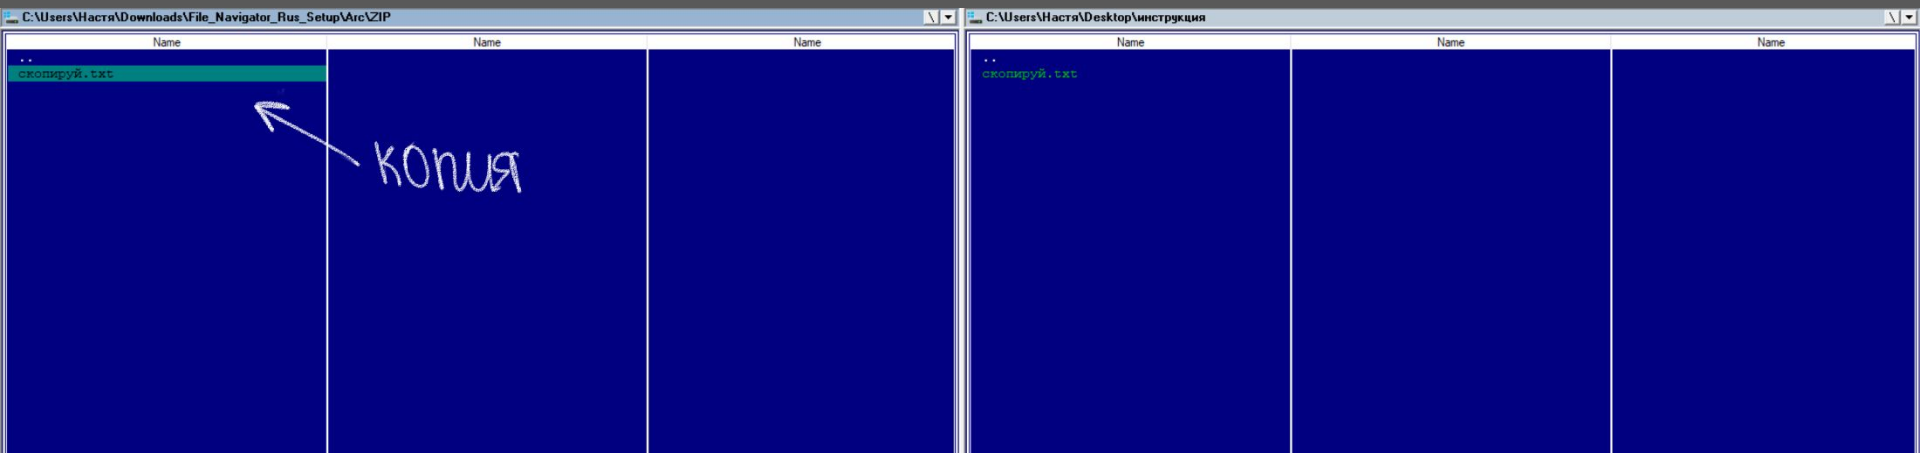 C:\Users\Настя\Downloads\File_Navigator_Rus_Setup\Arc\ZIP \
Name Name Name
..
скопируй.txt
копия
C:\Users\Настя\Desktop\инструкция \
Name Name Name
..
скопируй.txt